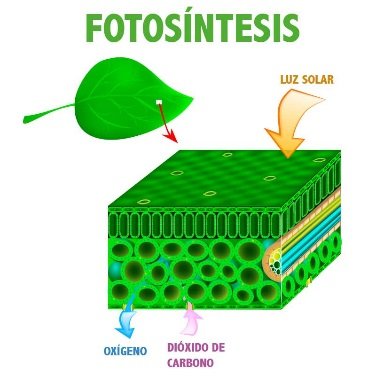 FOTOSÍNTESIS
LUZ SOLAR
OXÍGENO
DIÓXIDO DE
CARBONO